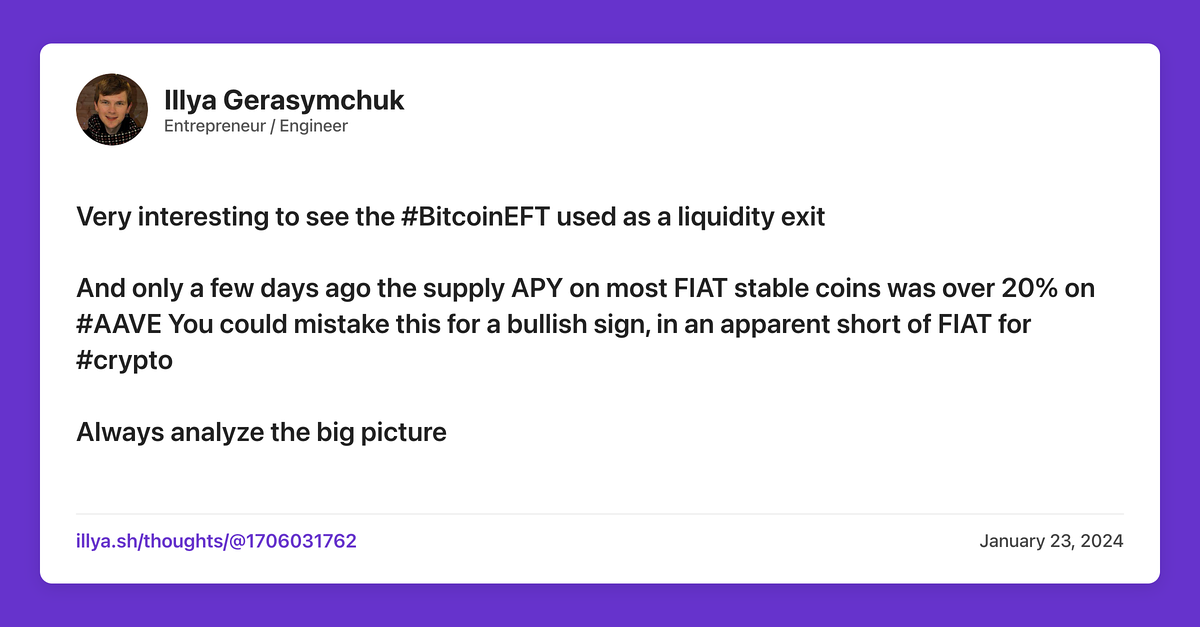 Illya Gerasymchuk
Entrepreneur / Engineer
Very interesting to see the #BitcoinEFT used as a liquidity exit
And only a few days ago the supply APY on most FIAT stable coins was over 20% on
#AAVE You could mistake this for a bullish sign, in an apparent short of FIAT for
#crypto
Always analyze the big picture
illya.sh/thoughts/@1706031762
January 23, 2024